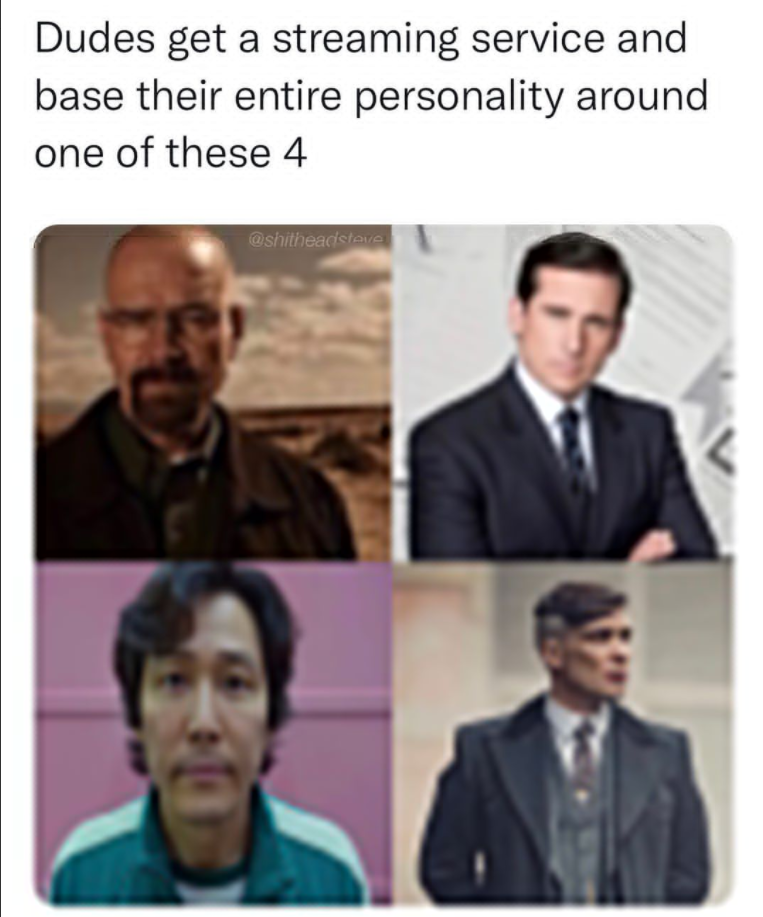 Dudes get a streaming service and
base their entire personality around
one of these 4
@shitheadsteve